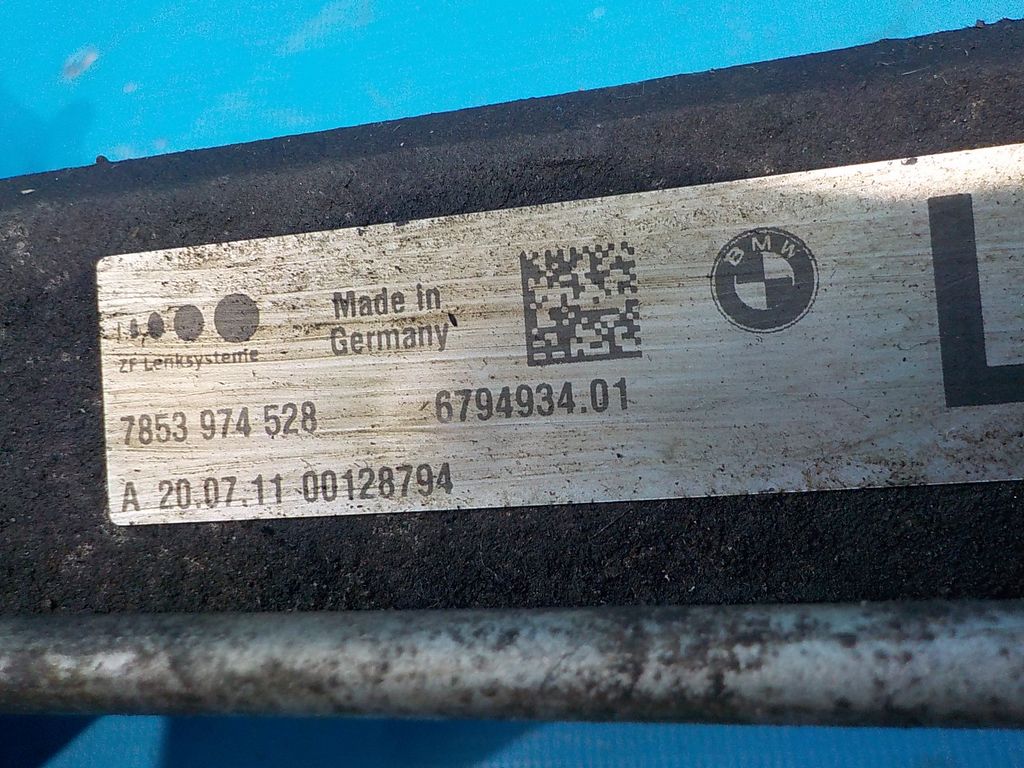 ZF Lenksysteme
Made in
Germany
BMW
L
7853 974 528
6794934.01
A 20.07.11 00128794